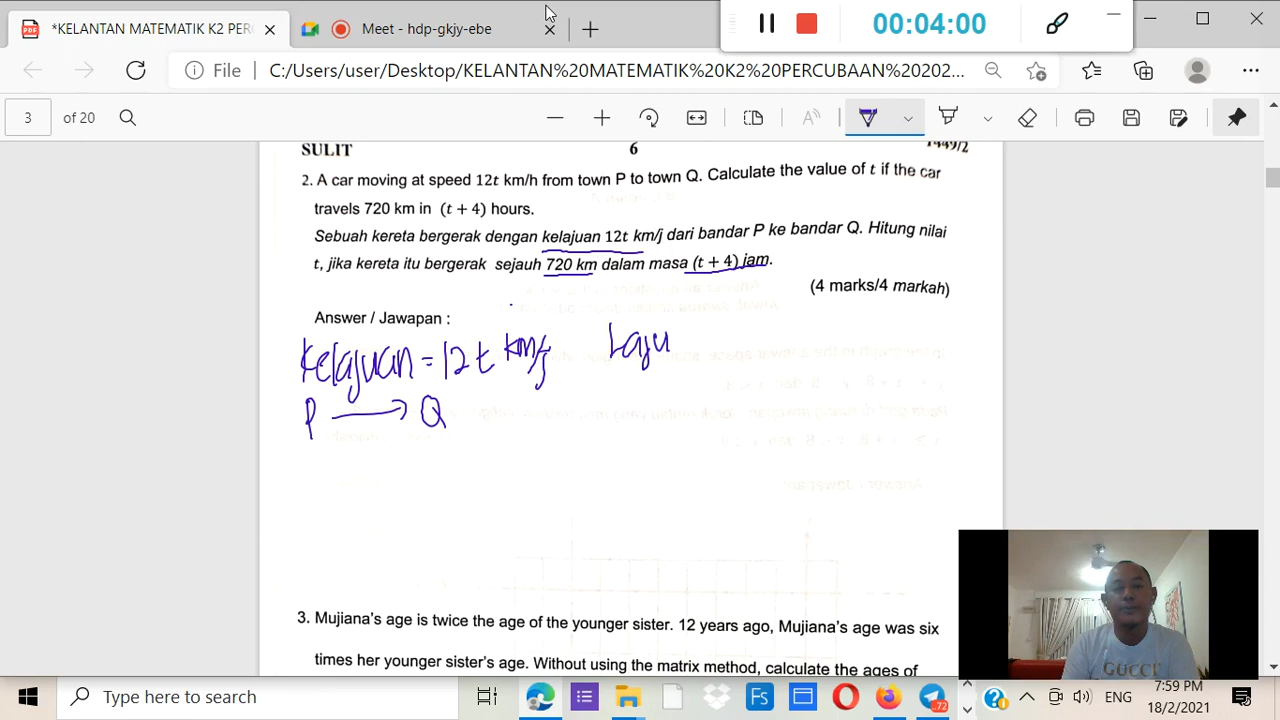 *KELANTAN MATEMATIK K2 PERC
Meet - hdp-gkjy-ebe
00:04:00
File
C:/Users/user/Desktop/KELANTAN%20MATEMATIK%20K2%20PERCUBAAN%20202...
3 of 20
SULIT 6 1449/2
2. A car moving at speed 12t km/h from town P to town Q. Calculate the value of t if the car
travels 720 km in (t + 4) hours.
Sebuah kereta bergerak dengan kelajuan 12t km/j dari bandar P ke bandar Q. Hitung nilai
t, jika kereta itu bergerak sejauh 720 km dalam masa (t + 4) jam.
(4 marks/4 markah)
Answer / Jawapan :
Kelajuan = 12t km/j Laju
P → Q
3. Mujiana's age is twice the age of the younger sister. 12 years ago, Mujiana's age was six
times her younger sister's age. Without using the matrix method, calculate the ages of
GUCCI
Type here to search
Fs
72
ENG
7:59 PM
18/2/2021